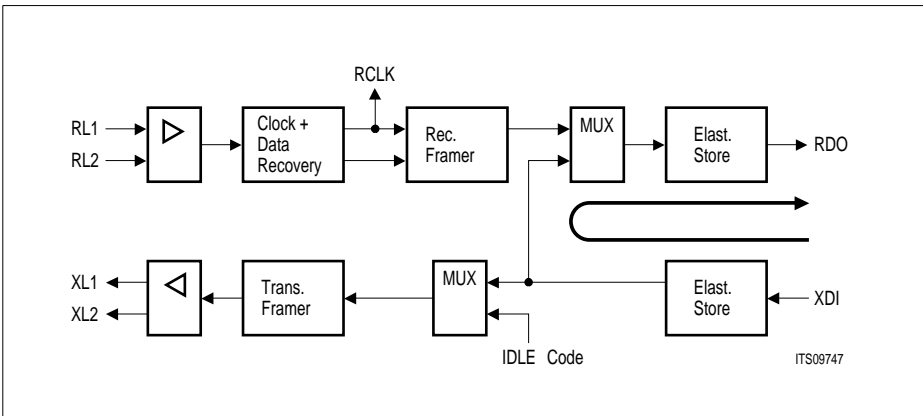 RCLK
RL1
RL2
Clock +
Data
Recovery
Rec.
Framer
MUX
Elast.
Store
RDO
XL1
XL2
Trans.
Framer
MUX
IDLE Code
Elast.
Store
XDI
ITS09747